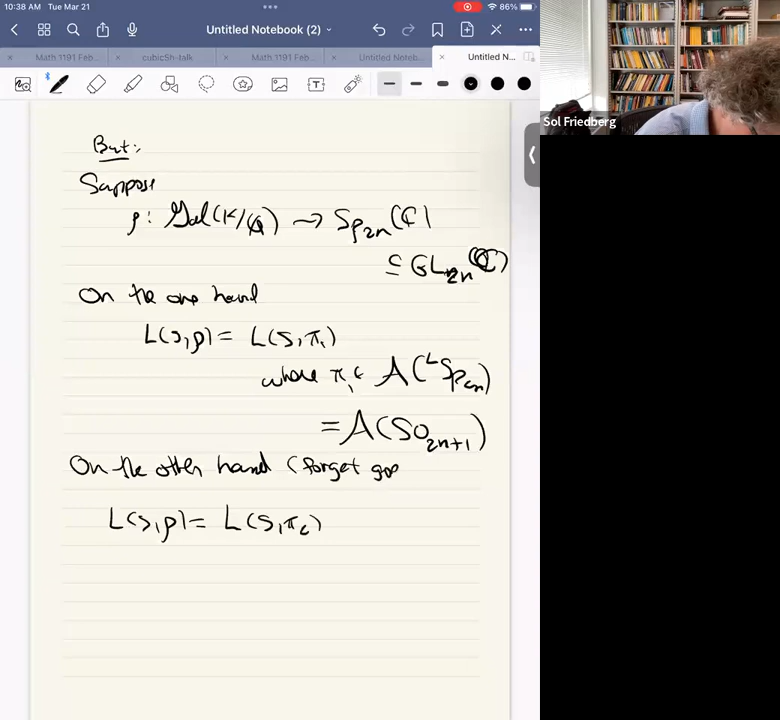 10:38 AM Tue Mar 21
86%
Untitled Notebook (2)
Math 1191 Feb...
cubic5h-talk
Math 1191 Feb...
Untitled Noteb...
Untitled N...
Sol Friedberg
But:
Suppose
ρ: Gal(K/Q) → Sp₂ₙ(ℂ)
⊆ GL₂ₙ(ℂ)
On the one hand
L(s,ρ) = L(s,π₁)
where π₁ ∈ A(ᴸSp₂ₙ)
= A(SO₂ₙ₊₁)
On the other hand (forget
L(s,ρ) = L(s,π₂)